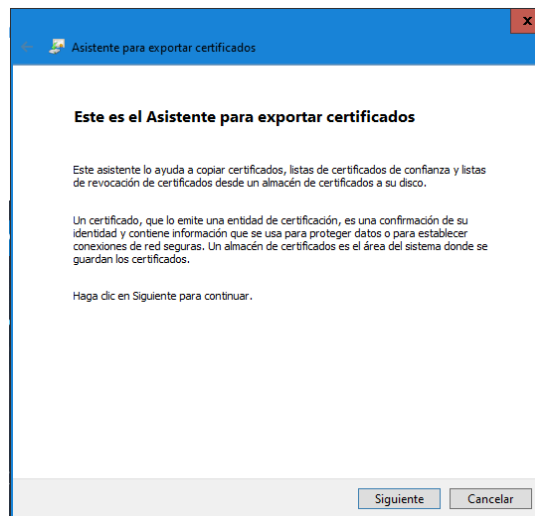 x
Asistente para exportar certificados
Este es el Asistente para exportar certificados
Este asistente lo ayuda a copiar certificados, listas de certificados de confianza y listas
de revocación de certificados desde un almacén de certificados a su disco.
Un certificado, que lo emite una entidad de certificación, es una confirmación de su
identidad y contiene información que se usa para proteger datos o para establecer
conexiones de red seguras. Un almacén de certificados es el área del sistema donde se
guardan los certificados.
Haga clic en Siguiente para continuar.
Siguiente Cancelar